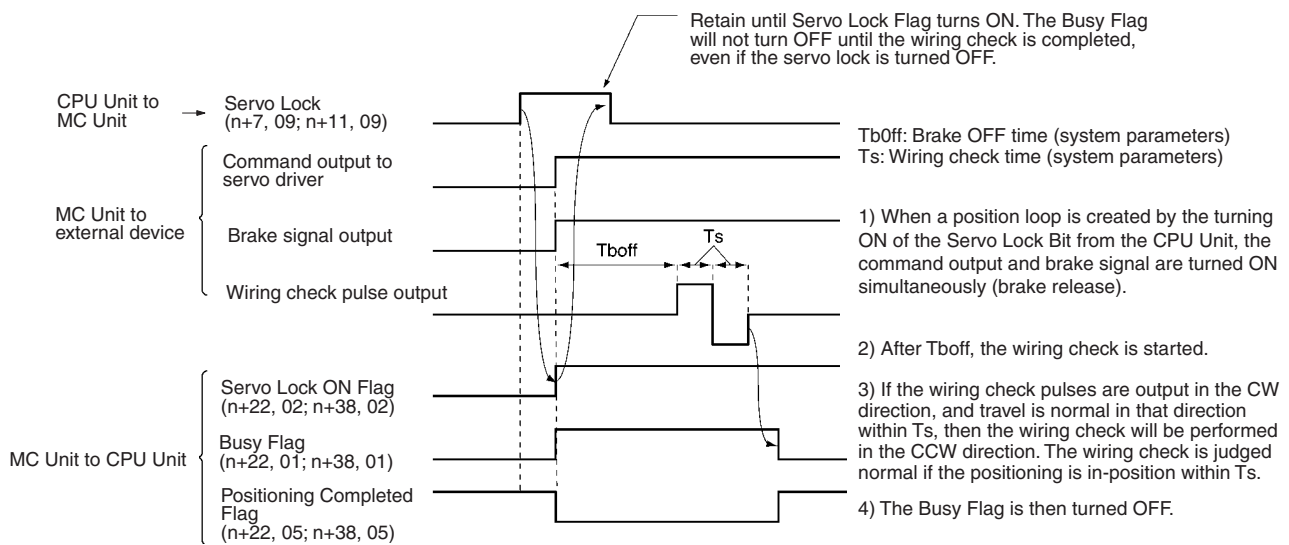 Retain until Servo Lock Flag turns ON. The Busy Flag
will not turn OFF until the wiring check is completed,
even if the servo lock is turned OFF.
CPU Unit to
MC Unit
Servo Lock
(n+7, 09; n+11, 09)
Command output to
servo driver
MC Unit to
external device
Brake signal output
Tboff
Ts
Wiring check pulse output
Servo Lock ON Flag
(n+22, 02; n+38, 02)
MC Unit to CPU Unit
Busy Flag
(n+22, 01; n+38, 01)
Positioning Completed
Flag
(n+22, 05; n+38, 05)
Tb0ff: Brake OFF time (system parameters)
Ts: Wiring check time (system parameters)
1) When a position loop is created by the turning
ON of the Servo Lock Bit from the CPU Unit, the
command output and brake signal are turned ON
simultaneously (brake release).
2) After Tboff, the wiring check is started.
3) If the wiring check pulses are output in the CW
direction, and travel is normal in that direction
within Ts, then the wiring check will be performed
in the CCW direction. The wiring check is judged
normal if the positioning is in-position within Ts.
4) The Busy Flag is then turned OFF.